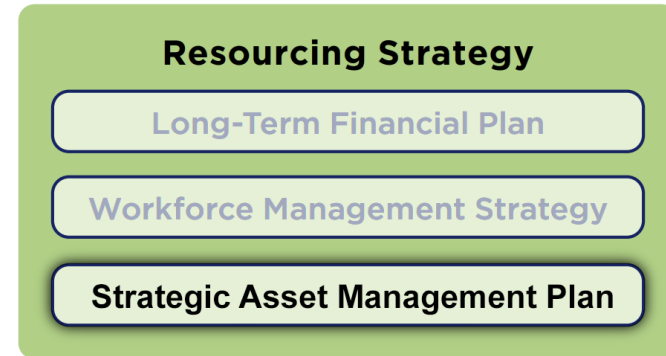 Resourcing Strategy
Long-Term Financial Plan
Workforce Management Strategy
Strategic Asset Management Plan